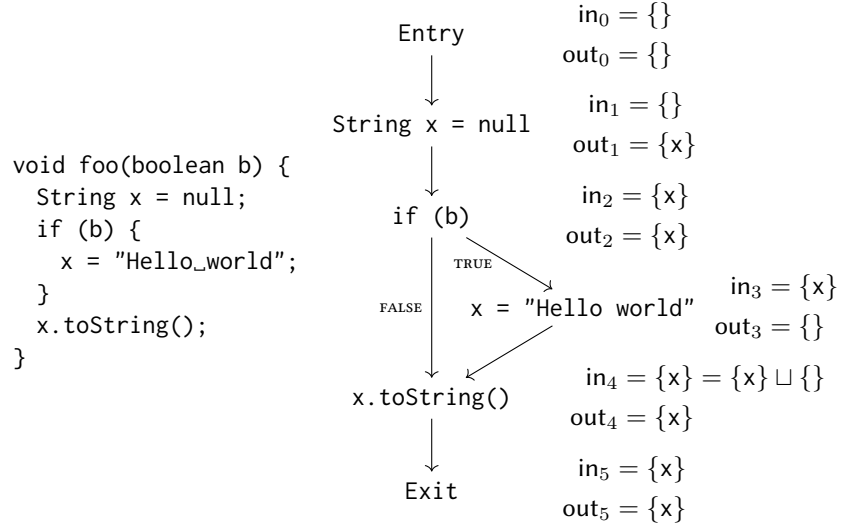 void foo(boolean b) {
String x = null;
if (b) {
x = "Hello␣world";
}
x.toString();
}
Entry
in₀ = {}
out₀ = {}
String x = null
in₁ = {}
out₁ = {x}
if (b)
in₂ = {x}
out₂ = {x}
TRUE
FALSE
x = "Hello world"
in₃ = {x}
out₃ = {}
x.toString()
in₄ = {x} = {x} ⊔ {}
out₄ = {x}
Exit
in₅ = {x}
out₅ = {x}